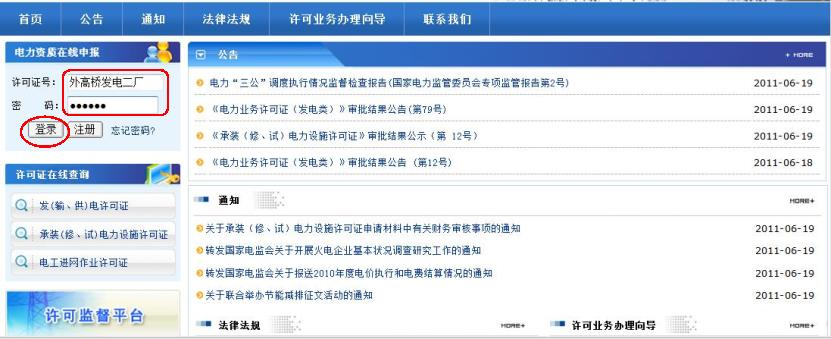 首页 公告 通知 法律法规 许可业务办理向导 联系我们
电力资质在线申报
许可证号: 外高桥发电二厂
密 码: ●●●●●●
登录 注册 忘记密码?
许可证在线查询
发(输、供)电许可证
承装(修、试)电力设施许可证
电工进网作业许可证
许可监督平台
公告 + MORE
电力“三公”调度执行情况监督检查报告(国家电力监管委员会专项监管报告第2号) 2011-06-19
《电力业务许可证（发电类）》审批结果公告(第79号) 2011-06-19
《承装（修、试）电力设施许可证》审批结果公示（第 12号） 2011-06-19
《电力业务许可证（发电类）》审批结果公告 (第12号) 2011-06-18
通知 MORE+
关于承装（修、试）电力设施许可证申请材料中有关财务审核事项的通知 2011-06-19
转发国家电监会关于开展火电企业基本状况调查研究工作的通知 2011-06-19
转发国家电监会关于报送2010年度电价执行和电费结算情况的通知 2011-06-19
关于联合举办节能减排征文活动的通知 2011-06-19
法律法规 MORE+ 许可业务办理向导 MORE+